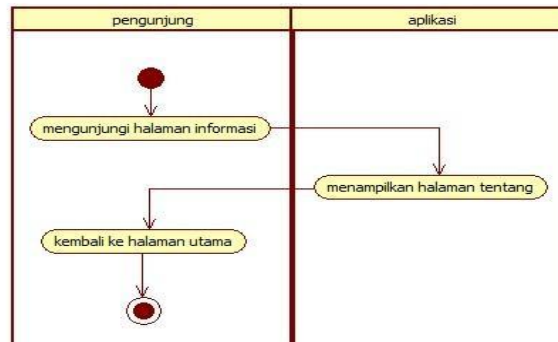 pengunjung
aplikasi
mengunjungi halaman informasi
menampilkan halaman tentang
kembali ke halaman utama